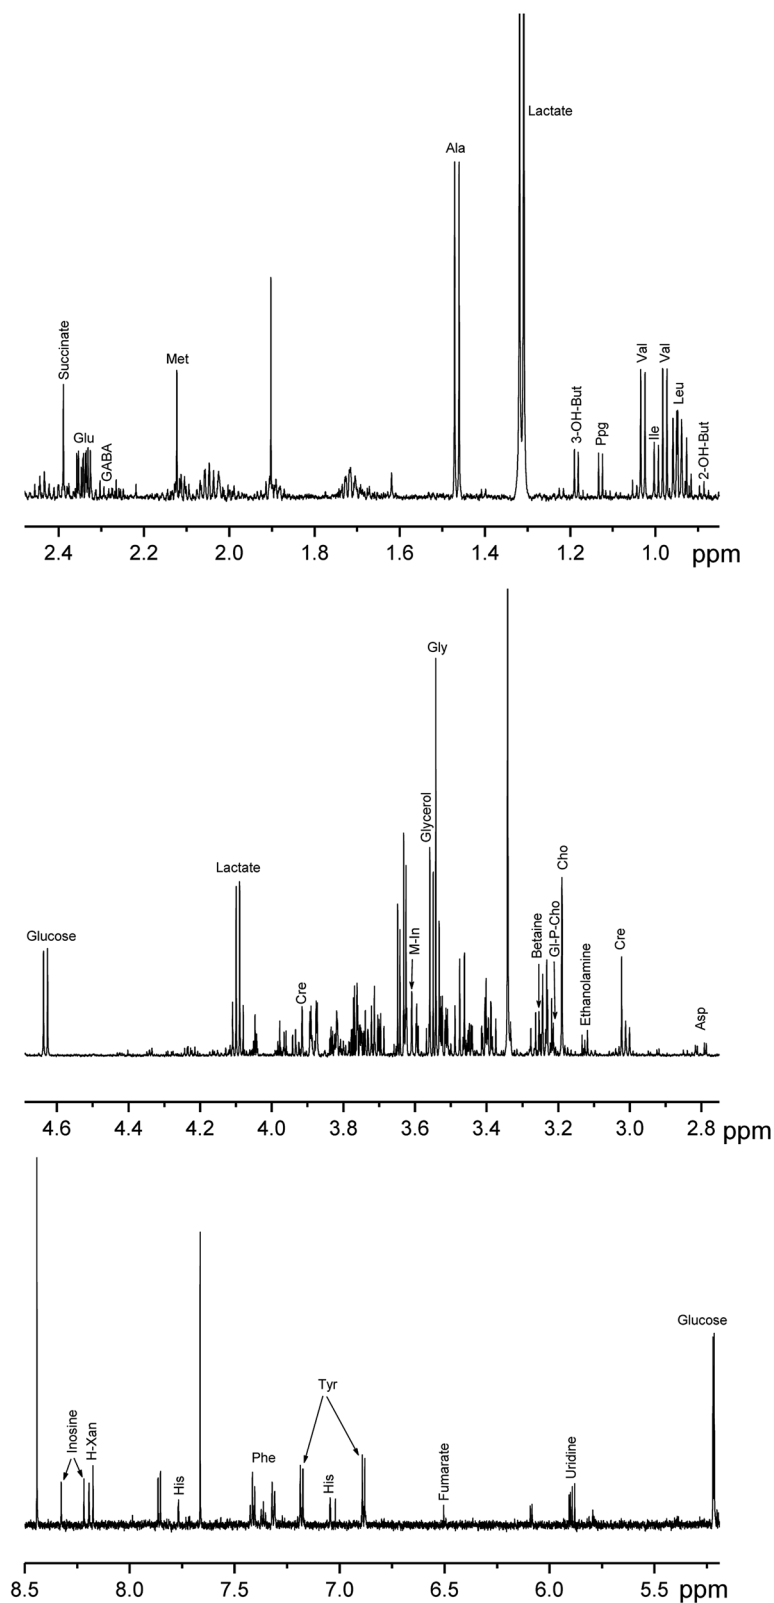 Lactate
Ala
Succinate
Met
Glu
GABA
3-OH-But
Ppg
Val
Ile
Val
Leu
2-OH-But
2.4 2.2 2.0 1.8 1.6 1.4 1.2 1.0 ppm
Gly
Glycerol
Lactate
Glucose
Cre
M-In
Betaine
Gl-P-Cho
Cho
Ethanolamine
Cre
Asp
4.6 4.4 4.2 4.0 3.8 3.6 3.4 3.2 3.0 2.8 ppm
Glucose
Tyr
Inosine
H-Xan
His
Phe
His
Fumarate
Uridine
8.5 8.0 7.5 7.0 6.5 6.0 5.5 ppm